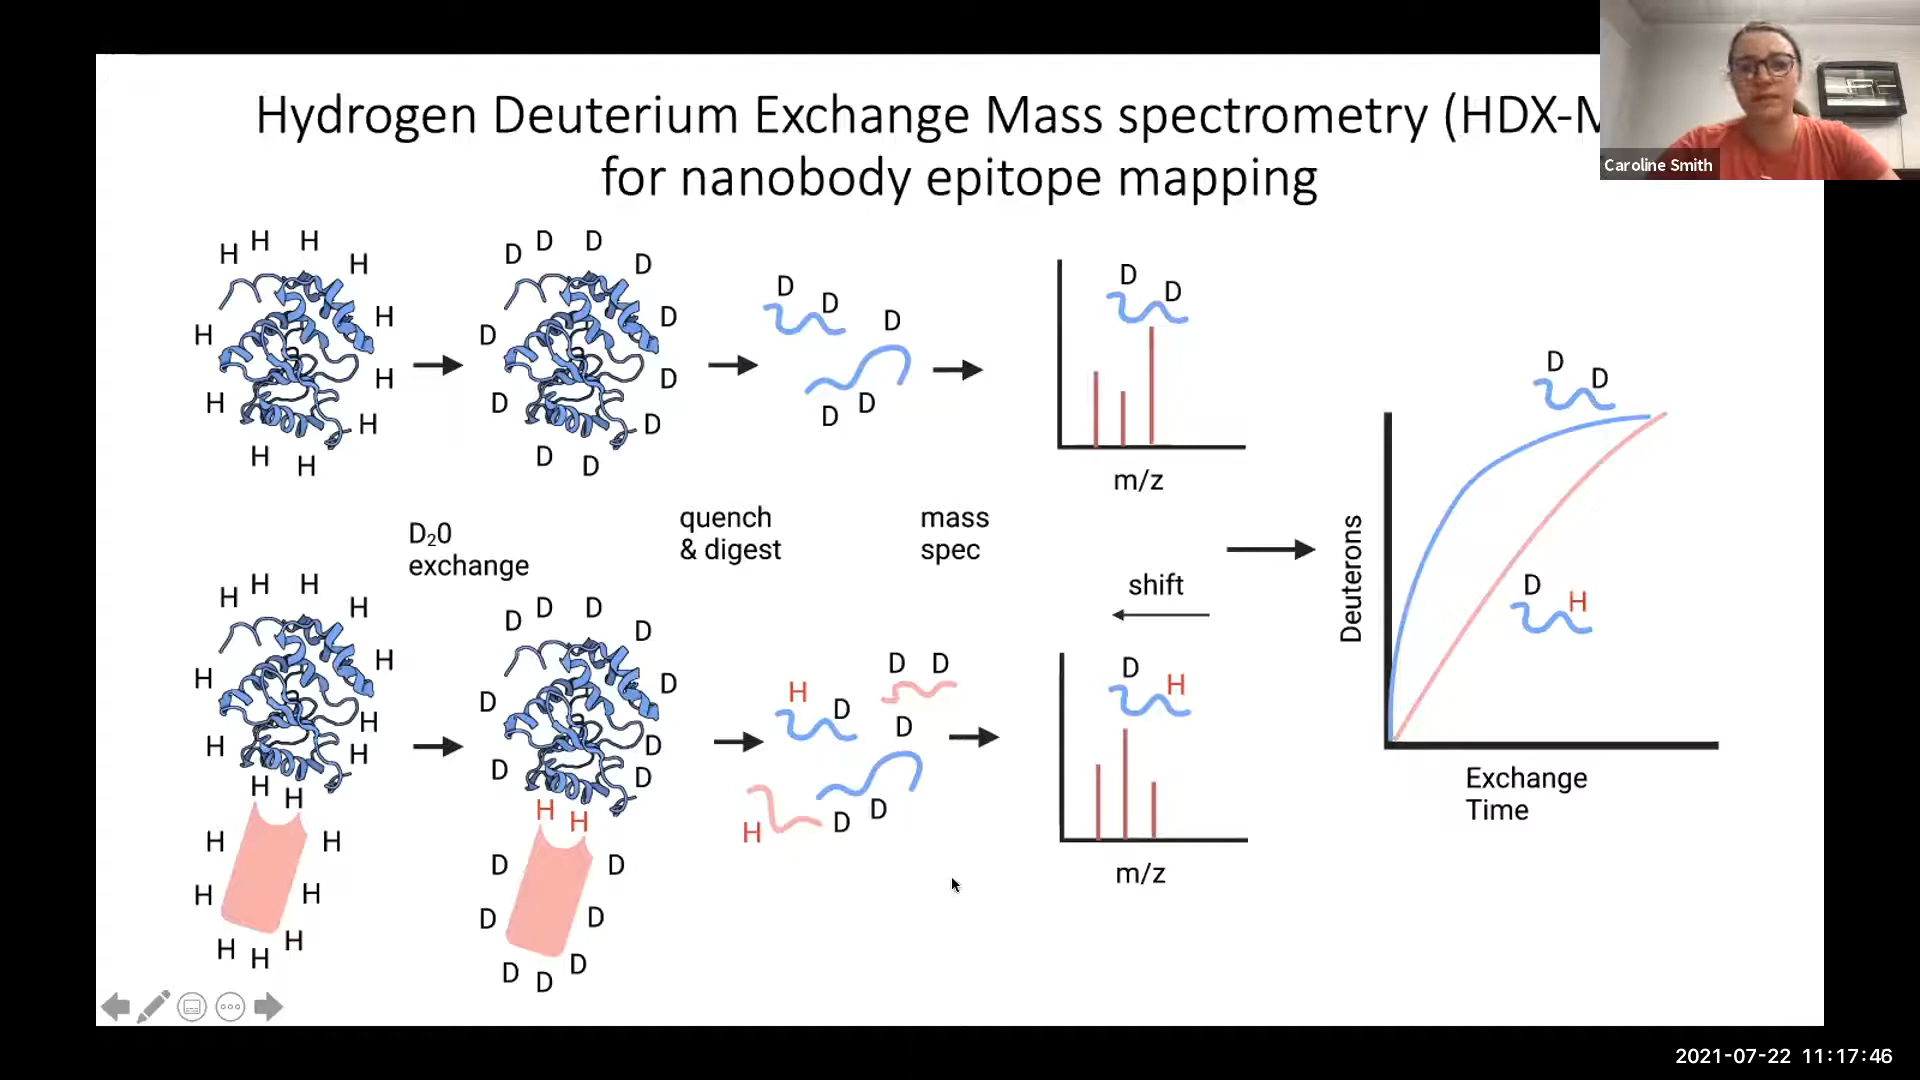 Hydrogen Deuterium Exchange Mass spectrometry (HDX-M
for nanobody epitope mapping
Caroline Smith
H H H H
H H
H H
H H H
D D D D
D D
D D
D D D
D D
D
D D
D
D
m/z
D
D
D₂0
exchange
quench
& digest
mass
spec
shift
Deuterons
D
H
Exchange
Time
H H H H
H H
H H
H H
H
H H
H H
H H H
D D D D
D D
D D
D
H H
D D
D D
D D D
H
D
D D
D
D
H
D
D
H
m/z
2021-07-22 11:17:46